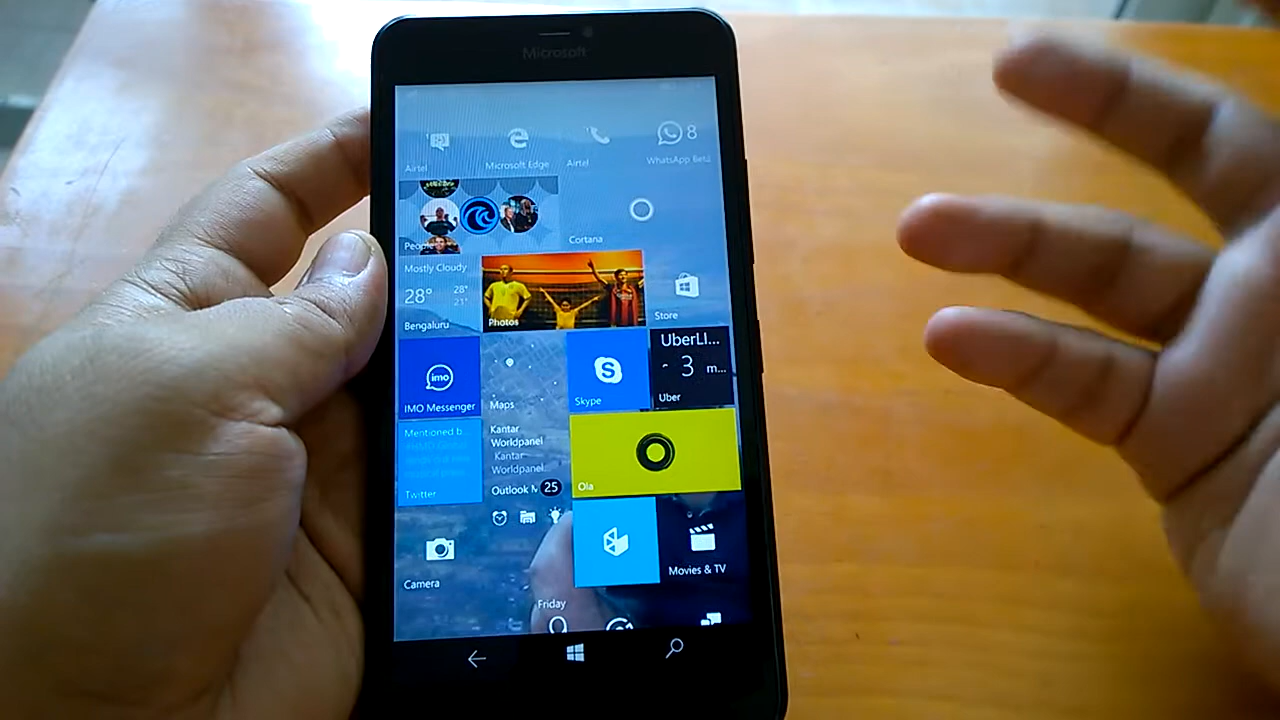 Microsoft
Airtel
Microsoft Edge
Airtel
8
WhatsApp Beta
People
Cortana
Mostly Cloudy
28°
28°
21°
Bengaluru
Photos
Store
imo
IMO Messenger
Maps
Skype
UberLI...
3 m...
Uber
Mentioned b...
Twitter
Kantar
Worldpanel
Kantar
Worldpanel
Outlook M 25
Ola
Camera
Movies & TV
Friday